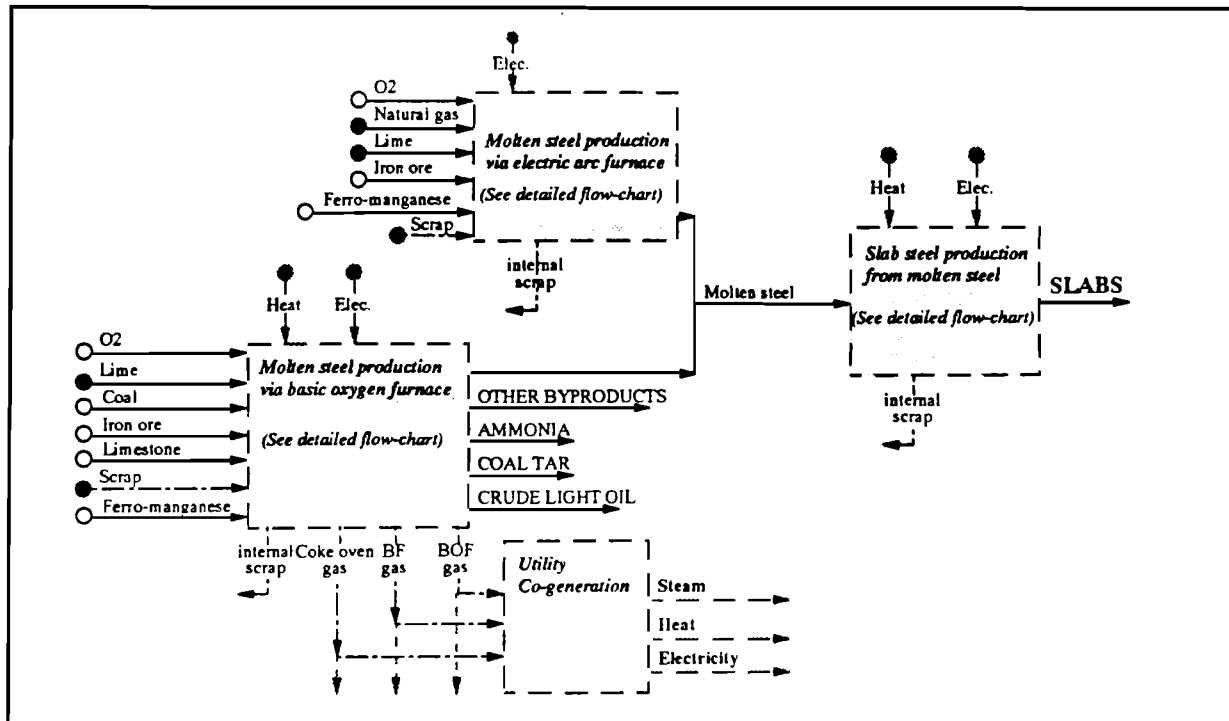 Elec.
O2
Natural gas
Lime
Iron ore
Ferro-manganese
Scrap
Molten steel production
via electric arc furnace
(See detailed flow-chart)
internal
scrap
Heat
Elec.
Slab steel production
from molten steel
(See detailed flow-chart)
SLABS
internal
scrap
Molten steel
Heat
Elec.
O2
Lime
Coal
Iron ore
Limestone
Scrap
Ferro-manganese
Molten steel production
via basic oxygen furnace
(See detailed flow-chart)
OTHER BYPRODUCTS
AMMONIA
COAL TAR
CRUDE LIGHT OIL
internal
scrap
Coke oven
gas
BF
gas
BOF
gas
Utility
Co-generation
Steam
Heat
Electricity